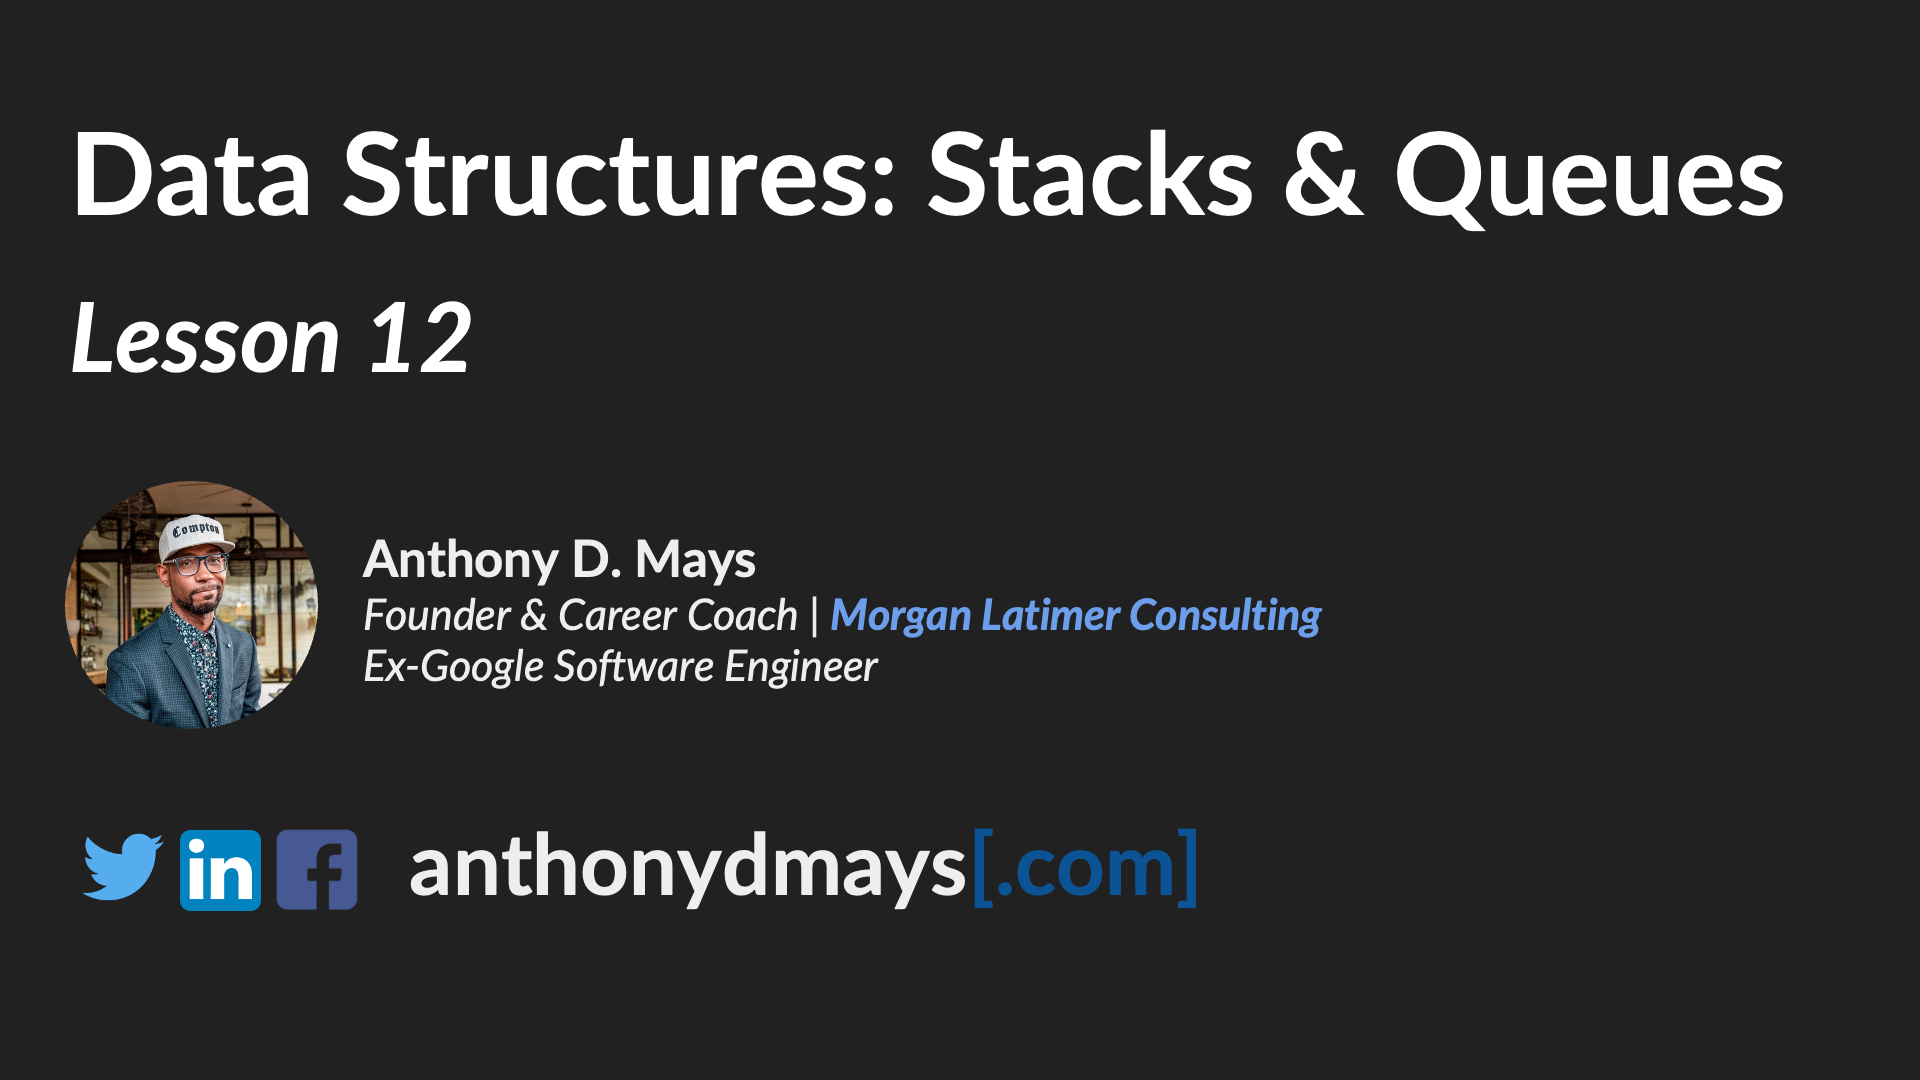 Data Structures: Stacks & Queues
Lesson 12
Compton
Anthony D. Mays
Founder & Career Coach | Morgan Latimer Consulting
Ex-Google Software Engineer
in f anthonydmays[.com]